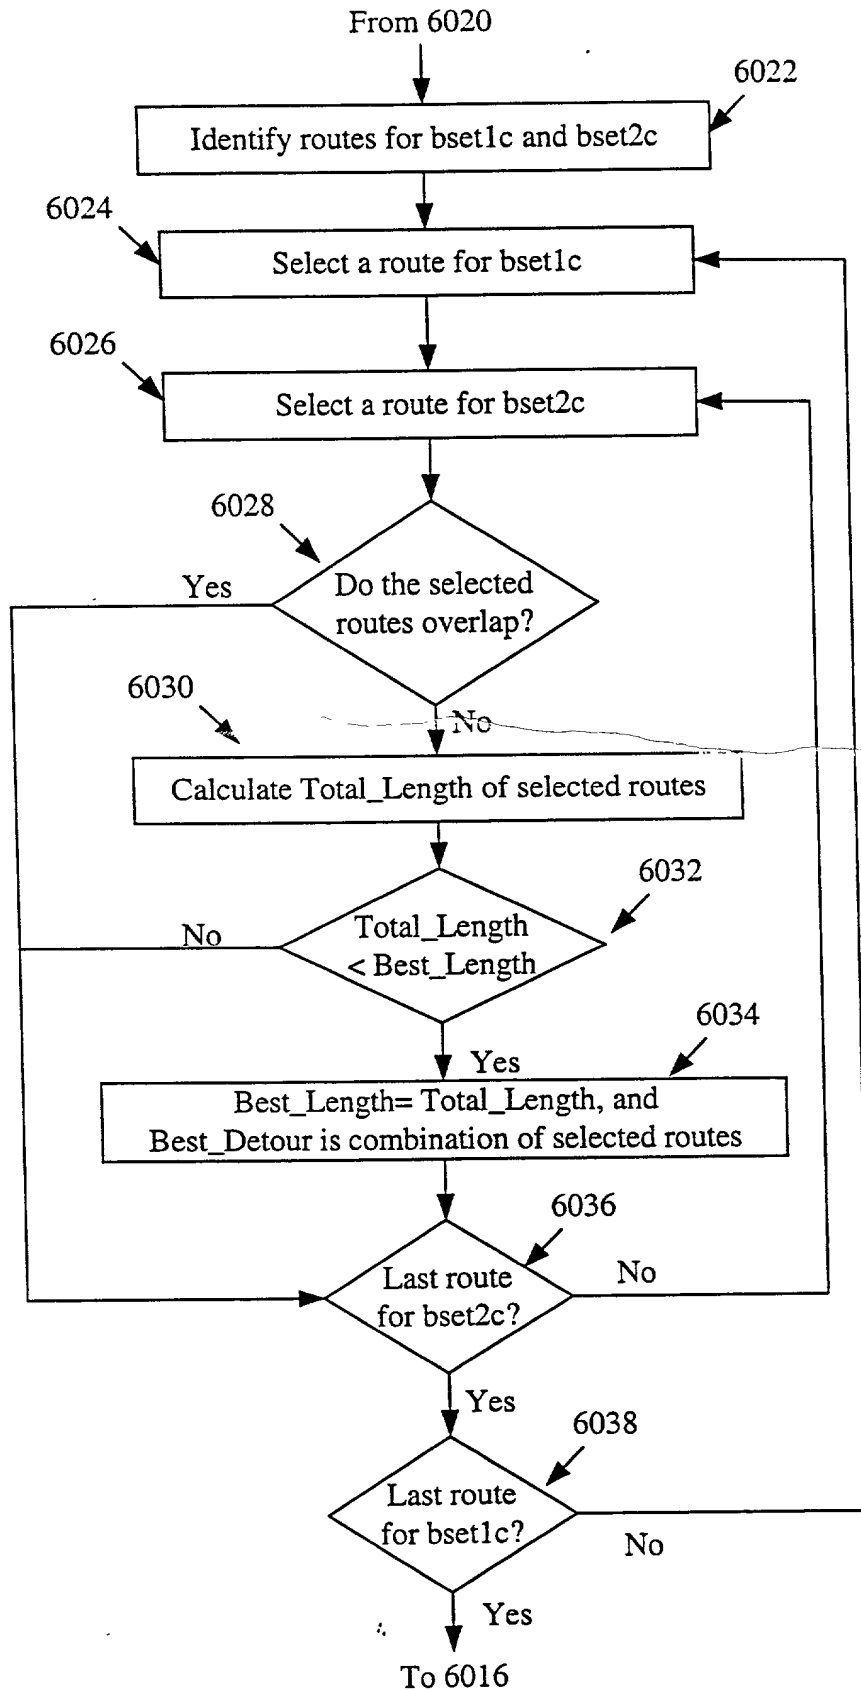 From 6020
6022
Identify routes for bset1c and bset2c
6024
Select a route for bset1c
6026
Select a route for bset2c
6028
Yes
Do the selected
routes overlap?
6030
No
Calculate Total_Length of selected routes
6032
No
Total_Length
< Best_Length
6034
Yes
Best_Length= Total_Length, and
Best_Detour is combination of selected routes
6036
Last route
for bset2c?
No
Yes
6038
Last route
for bset1c?
No
Yes
To 6016